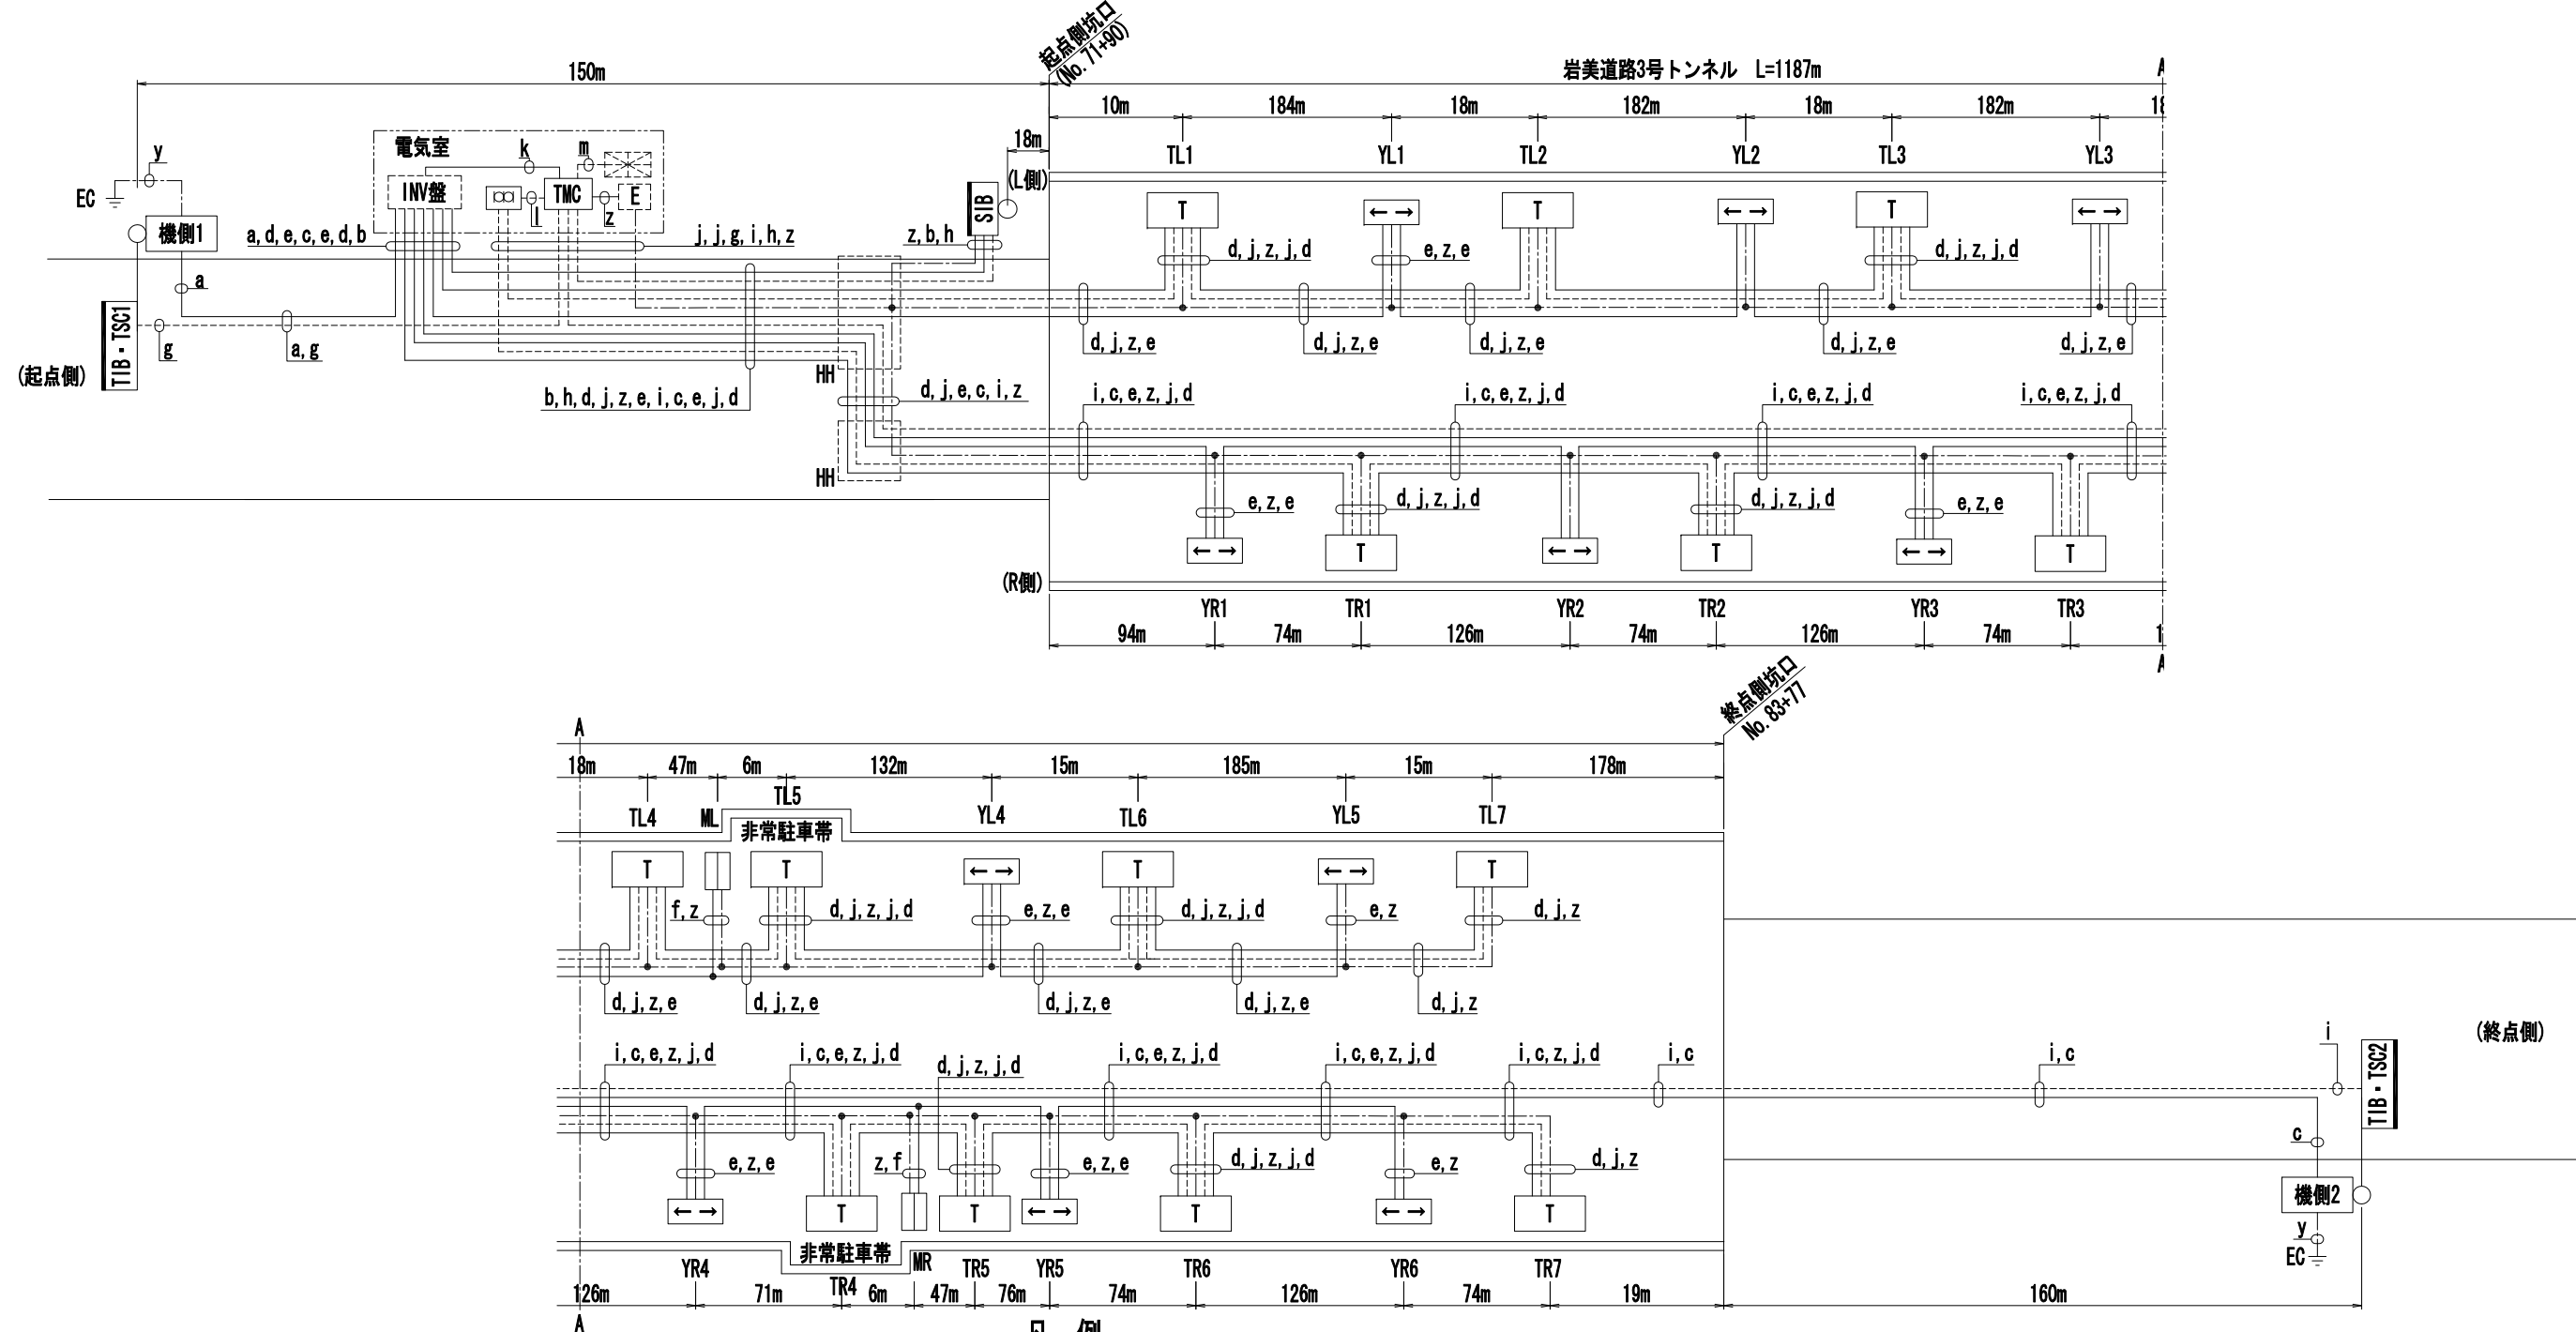 起点側坑口
(No.71+90)
150m
岩美道路3号トンネル L=1187m
A
10m 184m 18m 182m 18m 182m
18m
TL1 YL1 TL2 YL2 TL3 YL3
電気室
k m
y
INV盤 TMC E
l z
EC
機側1
a,d,e,c,e,d,b
j,j,g,i,h,z
SIB
(L側)
z,b,h
T ← → T ← → T ← →
d,j,z,j,d e,z,e d,j,z,j,d
a
TIB・TSC1
g
a,g
(起点側)
d,j,z,e d,j,z,e d,j,z,e d,j,z,e d,j,z,e
HH
b,h,d,j,z,e,i,c,e,j,d
d,j,e,c,i,z
i,c,e,z,j,d i,c,e,z,j,d i,c,e,z,j,d i,c,e,z,j,d
HH
e,z,e d,j,z,j,d d,j,z,j,d e,z,e
← → T ← → T ← → T
(R側)
YR1 TR1 YR2 TR2 YR3 TR3
94m 74m 126m 74m 126m 74m
A
終点側坑口
No.83+77
A
18m 47m 6m 132m 15m 185m 15m 178m
TL4 ML TL5 YL4 TL6 YL5 TL7
非常駐車帯
T T ← → T ← → T
f,z d,j,z,j,d e,z,e d,j,z,j,d e,z d,j,z
d,j,z,e d,j,z,e d,j,z,e d,j,z,e d,j,z
i,c,e,z,j,d i,c,e,z,j,d d,j,z,j,d i,c,e,z,j,d i,c,e,z,j,d i,c,z,j,d i,c i,c i
TIB・TSC2
(終点側)
c
e,z,e z,f e,z,e d,j,z,j,d e,z d,j,z
← → T T ← → T ← → T
機側2
y
EC
非常駐車帯
YR4 TR4 MR TR5 YR5 TR6 YR6 TR7
126m 71m 6m 47m 76m 74m 126m 74m 19m 160m
A